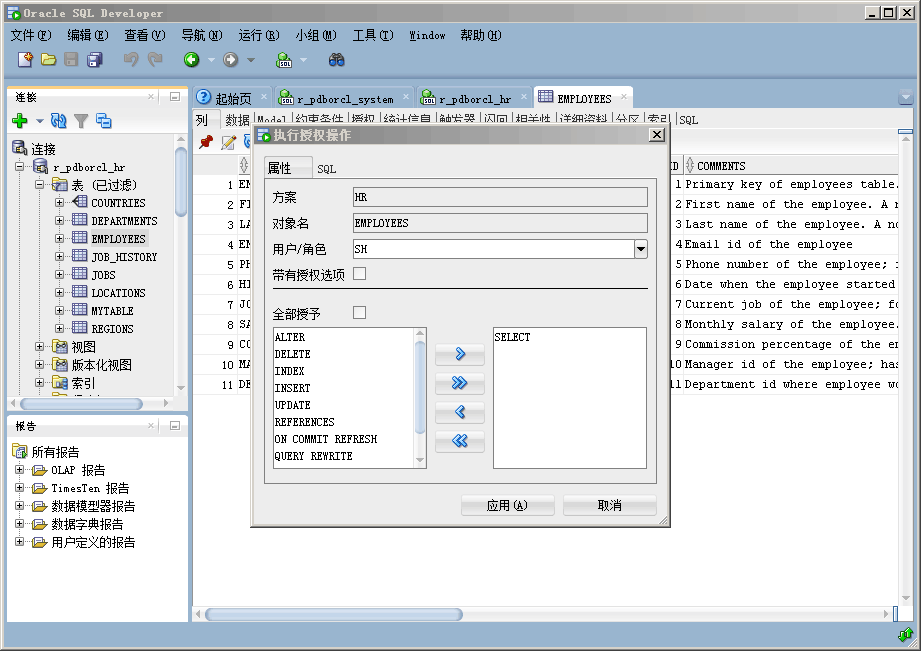 Oracle SQL Developer
文件(F) 编辑(E) 查看(V) 导航(N) 运行(R) 小组(M) 工具(T) Window 帮助(H)
连接
起始页 r_pdborcl_system r_pdborcl_hr EMPLOYEES
列 数据 Model 约束条件 授权 统计信息 触发器 闪回 相关性 详细资料 分区 索引 SQL
连接
r_pdborcl_hr
表 (已过滤)
COUNTRIES
DEPARTMENTS
EMPLOYEES
JOB_HISTORY
JOBS
LOCATIONS
MYTABLE
REGIONS
视图
版本化视图
索引
报告
所有报告
OLAP 报告
TimesTen 报告
数据模型器报告
数据字典报告
用户定义的报告
执行授权操作
属性 SQL
方案 HR
对象名 EMPLOYEES
用户/角色 SH
带有授权选项
全部授予
ALTER
DELETE
INDEX
INSERT
UPDATE
REFERENCES
ON COMMIT REFRESH
QUERY REWRITE
SELECT
应用(A) 取消
COMMENTS
1 1 Primary key of employees table.
2 FI 2 First name of the employee. A n
3 LA 3 Last name of the employee. A no
4 4 Email id of the employee
5 PH 5 Phone number of the employee; i
6 HI 6 Date when the employee started
7 JO 7 Current job of the employee; fo
8 SA 8 Monthly salary of the employee.
9 CO 9 Commission percentage of the em
10 MA 10 Manager id of the employee; has
11 DE 11 Department id where employee wo